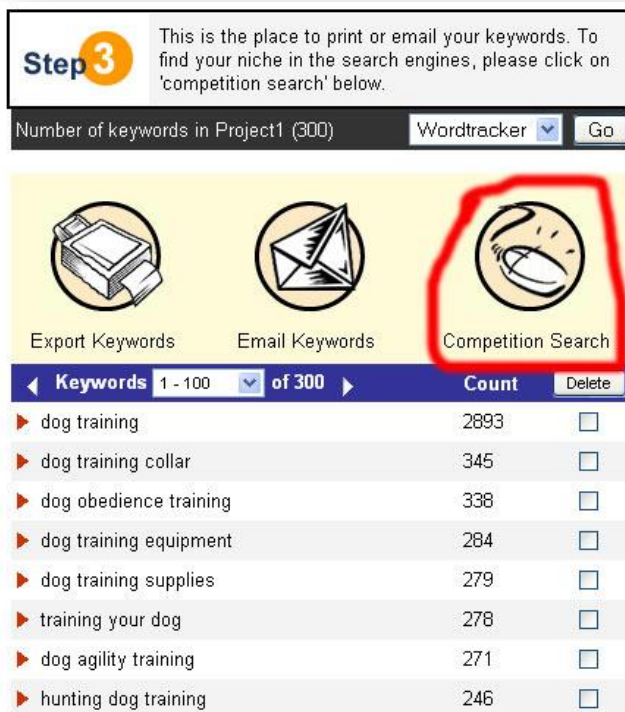 Step 3
This is the place to print or email your keywords. To
find your niche in the search engines, please click on
'competition search' below.
Number of keywords in Project1 (300) Wordtracker Go
Export Keywords Email Keywords Competition Search
Keywords 1 - 100 of 300 Count Delete
dog training 2893
dog training collar 345
dog obedience training 338
dog training equipment 284
dog training supplies 279
training your dog 278
dog agility training 271
hunting dog training 246